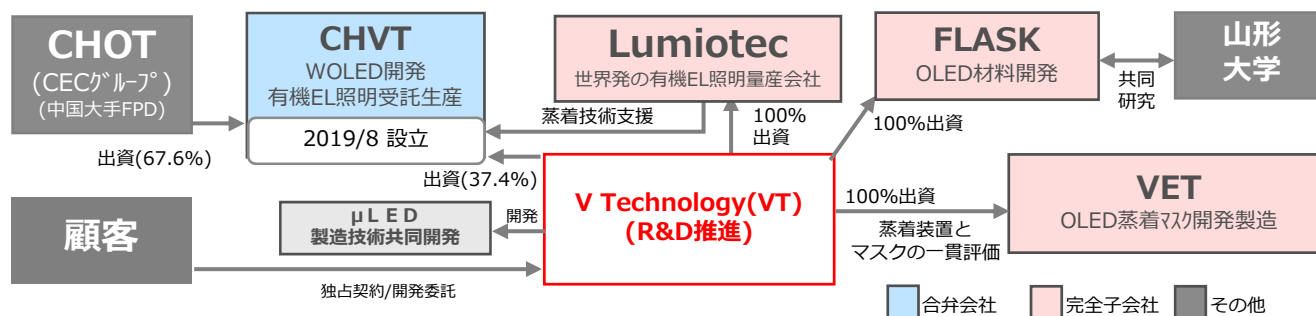 CHOT
(CECｸﾞﾙｰﾌﾟ)
(中国大手FPD)
CHVT
WOLED開発
有機EL照明受託生産
2019/8 設立
Lumiotec
世界発の有機EL照明量産会社
FLASK
OLED材料開発
共同
研究
山形
大学
蒸着技術支援
100%
出資
100%出資
出資(67.6%)
出資(37.4%)
V Technology(VT)
(R&D推進)
100%出資
蒸着装置と
マスクの一貫評価
VET
OLED蒸着ﾏｽｸ開発製造
顧客
μLED
製造技術共同開発
開発
独占契約/開発委託
合弁会社
完全子会社
その他